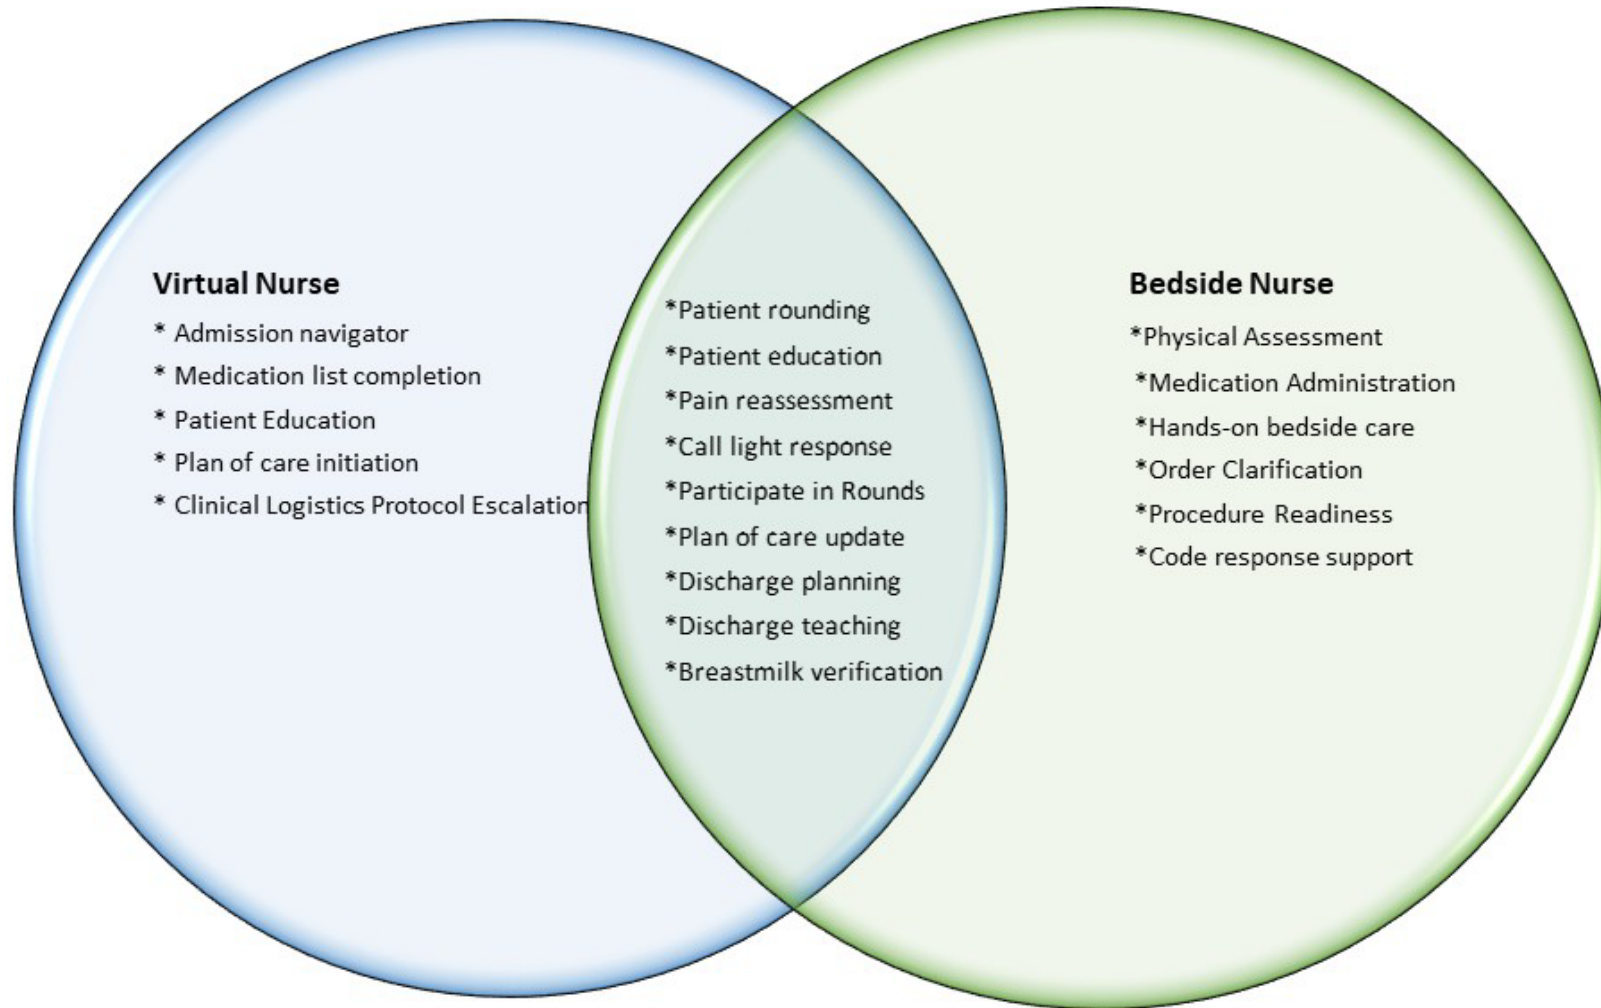 Virtual Nurse
* Admission navigator
* Medication list completion
* Patient Education
* Plan of care initiation
* Clinical Logistics Protocol Escalation
*Patient rounding
*Patient education
*Pain reassessment
*Call light response
*Participate in Rounds
*Plan of care update
*Discharge planning
*Discharge teaching
*Breastmilk verification
Bedside Nurse
*Physical Assessment
*Medication Administration
*Hands-on bedside care
*Order Clarification
*Procedure Readiness
*Code response support